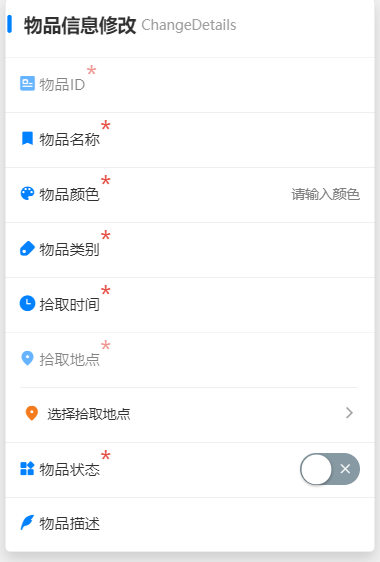 物品信息修改 ChangeDetails
物品ID *
物品名称 *
物品颜色 * 请输入颜色
物品类别 *
拾取时间 *
拾取地点 *
选择拾取地点
物品状态 *
物品描述